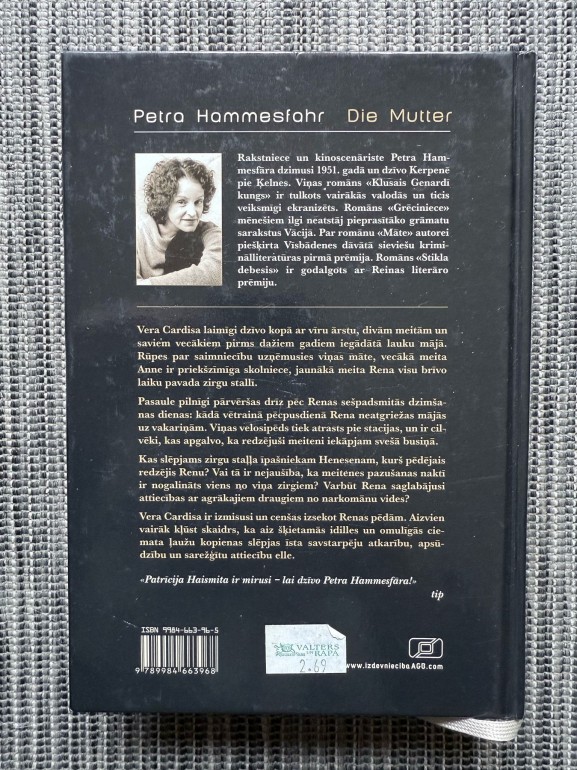 Petra Hammesfahr Die Mutter
Rakstniece un kinoscenāriste Petra Ham-
mesfāra dzimusi 1951. gadā un dzīvo Kerpenē
pie Ķelnes. Viņas romāns «Klusais Genardi
kungs» ir tulkots vairākās valodās un ticis
veiksmīgi ekranizēts. Romāns «Grēciniece»
mēnešiem ilgi neatstāj pieprasītāko grāmatu
sarakstus Vācijā. Par romānu «Māte» autorei
piešķirta Visbādenes dāvātā sieviešu krimi-
nālliteratūras pirmā prēmija. Romāns «Stikla
debesis» ir godalgots ar Reinas literāro
prēmiju.
Vera Cardisa laimīgi dzīvo kopā ar vīru ārstu, divām meitām un
saviem vecākiem pirms dažiem gadiem iegādātā lauku mājā.
Rūpes par saimniecību uzņēmusies viņas māte, vecākā meita
Anne ir priekšzīmīga skolniece, jaunākā meita Rena visu brīvo
laiku pavada zirgu stallī.
Pasaule pilnīgi pārvēršas drīz pēc Renas sešpadsmitās dzimša-
nas dienas: kādā vētrainā pēcpusdienā Rena neatgriežas mājās
uz vakariņām. Viņas velosipēds tiek atrasts pie stacijas, un ir cil-
vēki, kas apgalvo, ka redzējuši meiteni iekāpjam svešā busiņā.
Kas slēpjams zirgu staļļa īpašniekam Henesenam, kurš pēdējais
redzējis Renu? Vai tā ir nejaušība, ka meitenes pazušanas naktī
ir nogalināts viens no viņa zirgiem? Varbūt Rena saglabājusi
attiecības ar agrākajiem draugiem no narkomānu vides?
Vera Cardisa ir izmisusi un cenšas izsekot Renas pēdām. Aizvien
vairāk kļūst skaidrs, ka aiz šķietamās idilles un omulīgās cie-
mata ļaužu kopienas slēpjas īsta savstarpēju atkarību, apsū-
dzību un sarežģītu attiecību elle.
«Patrīcija Haismita ir mirusi – lai dzīvo Petra Hammesfāra!»
tip
ISBN 9984-663-96-5
9 789984 663968
VALTERS
UN RAPA
2.69
www.izdevniecibaAGB.com